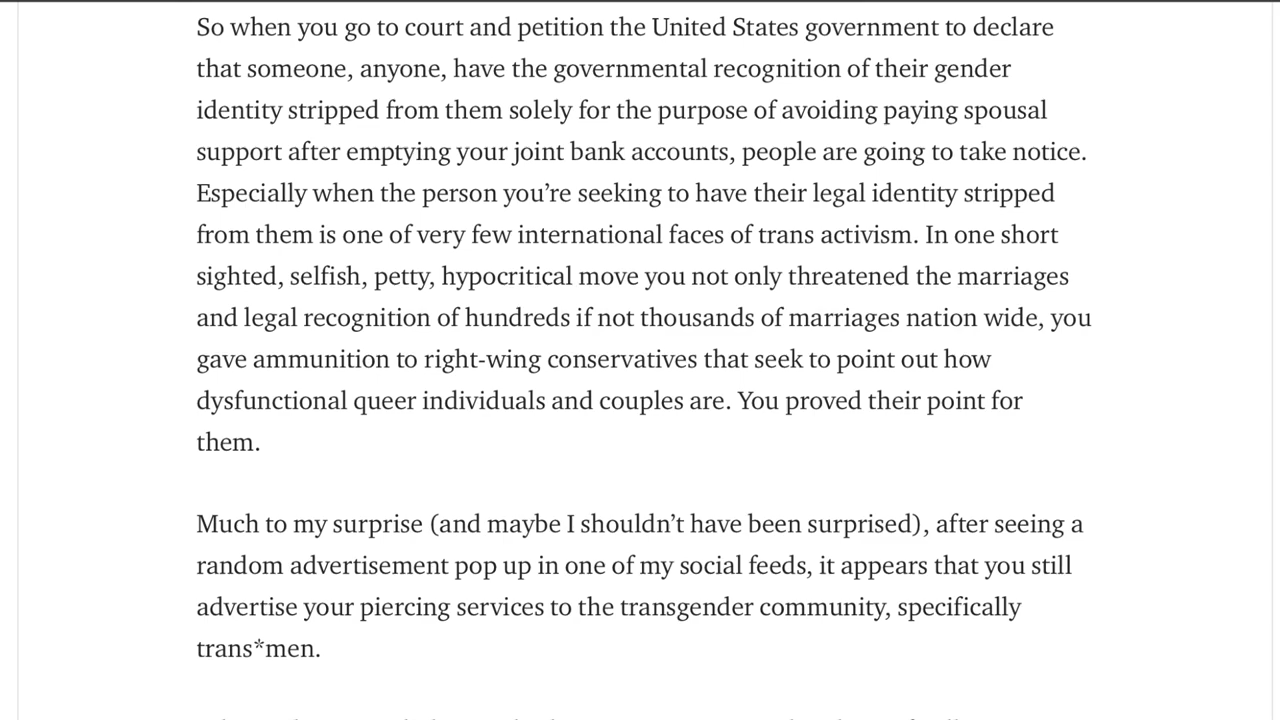 So when you go to court and petition the United States government to declare
that someone, anyone, have the governmental recognition of their gender
identity stripped from them solely for the purpose of avoiding paying spousal
support after emptying your joint bank accounts, people are going to take notice.
Especially when the person you’re seeking to have their legal identity stripped
from them is one of very few international faces of trans activism. In one short
sighted, selfish, petty, hypocritical move you not only threatened the marriages
and legal recognition of hundreds if not thousands of marriages nation wide, you
gave ammunition to right-wing conservatives that seek to point out how
dysfunctional queer individuals and couples are. You proved their point for
them.
Much to my surprise (and maybe I shouldn’t have been surprised), after seeing a
random advertisement pop up in one of my social feeds, it appears that you still
advertise your piercing services to the transgender community, specifically
trans*men.